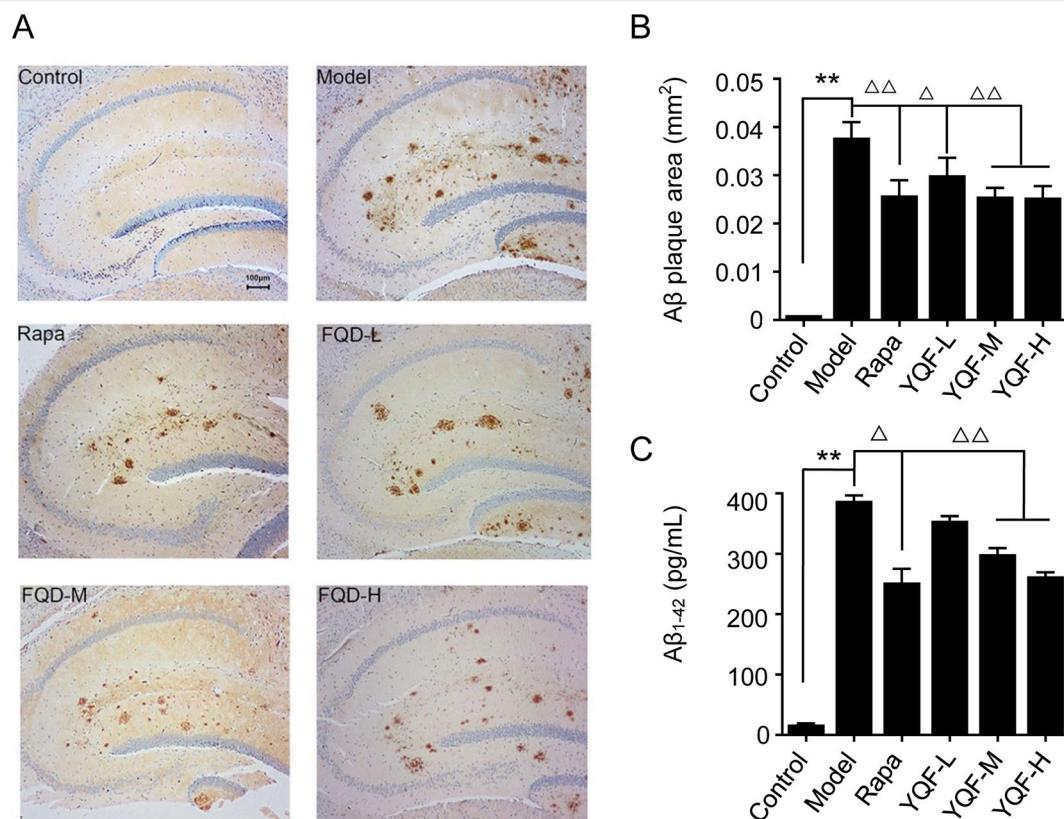 A
Control
Model
100μm
Rapa
FQD-L
FQD-M
FQD-H
B
Aβ plaque area (mm²)
0.05
0.04
0.03
0.02
0.01
0
** △△ △ △△
Control
Model
Rapa
YQF-L
YQF-M
YQF-H
C
Aβ₁₋₄₂ (pg/mL)
400
300
200
100
0
** △ △△
Control
Model
Rapa
YQF-L
YQF-M
YQF-H